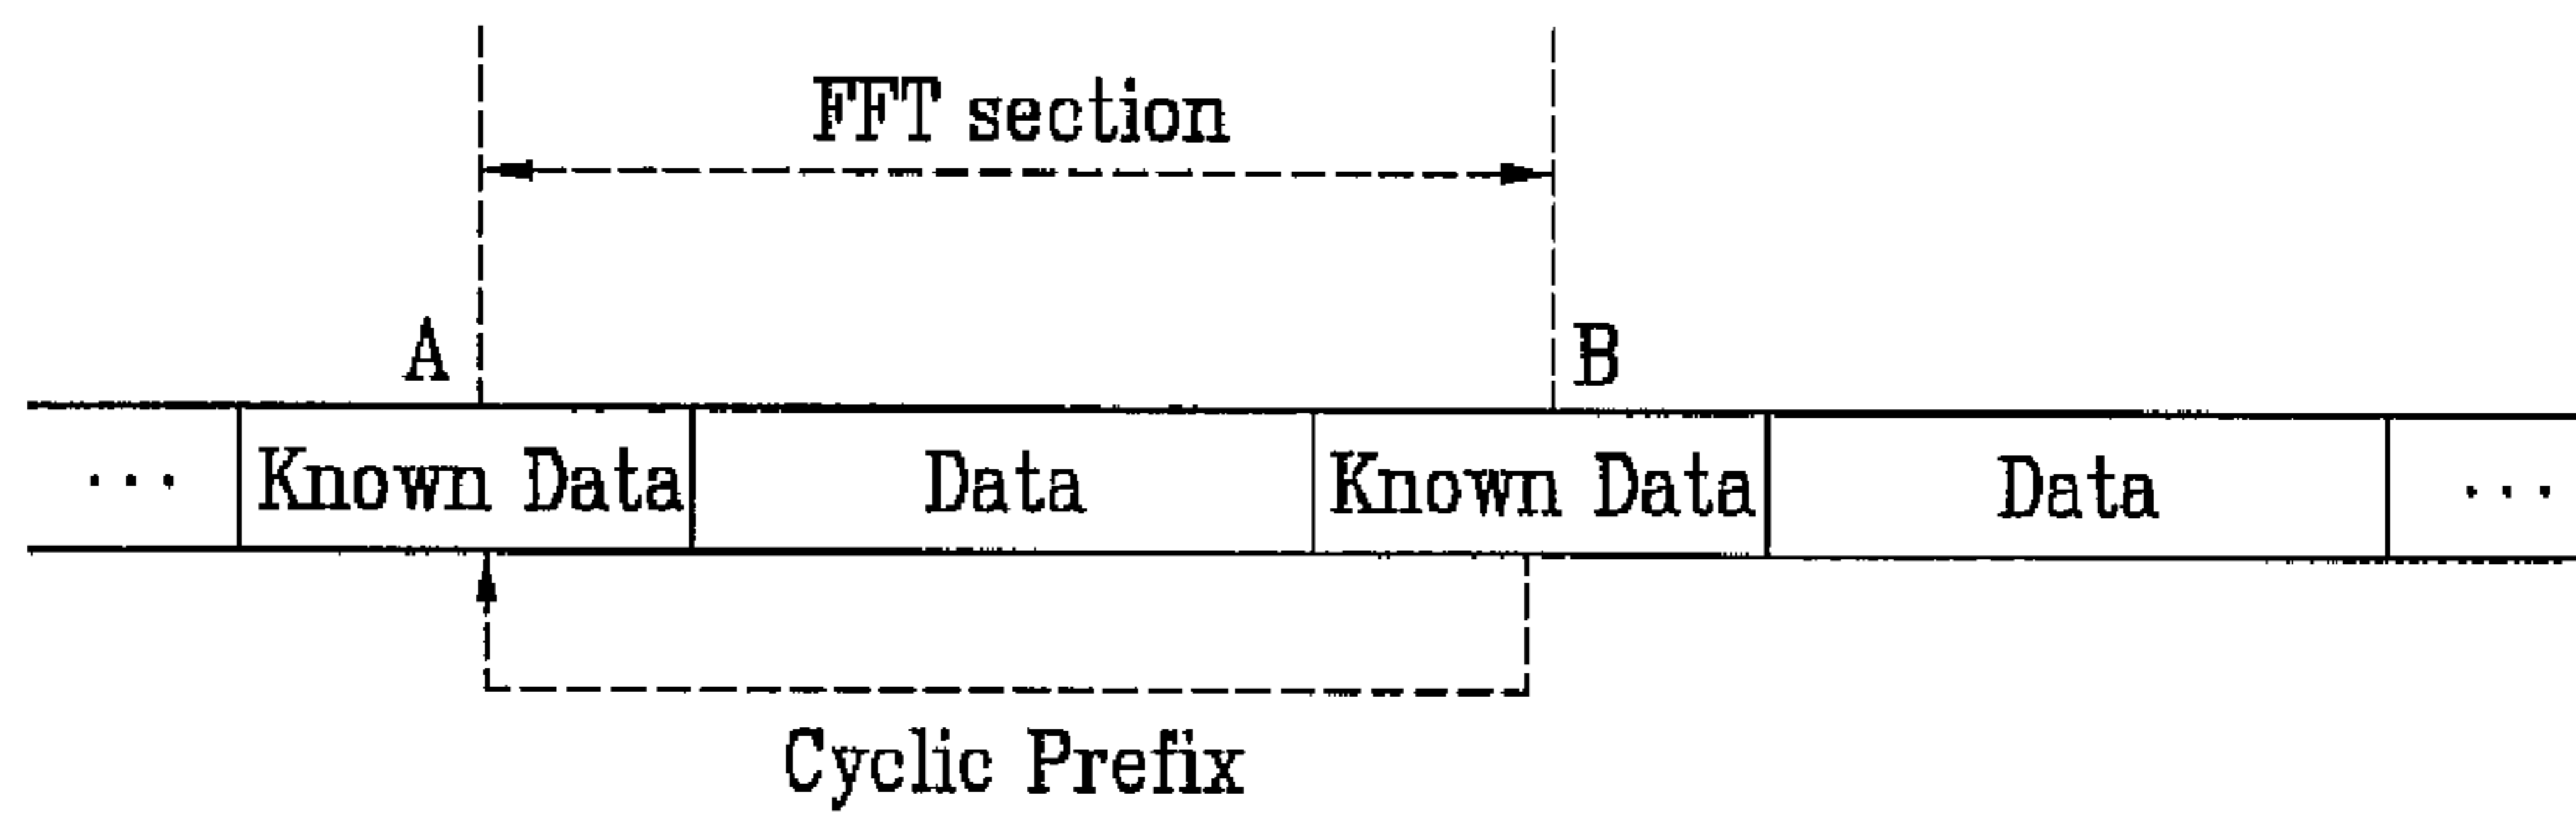 FFT section
A
B
... Known Data Data Known Data Data ...
Cyclic Prefix